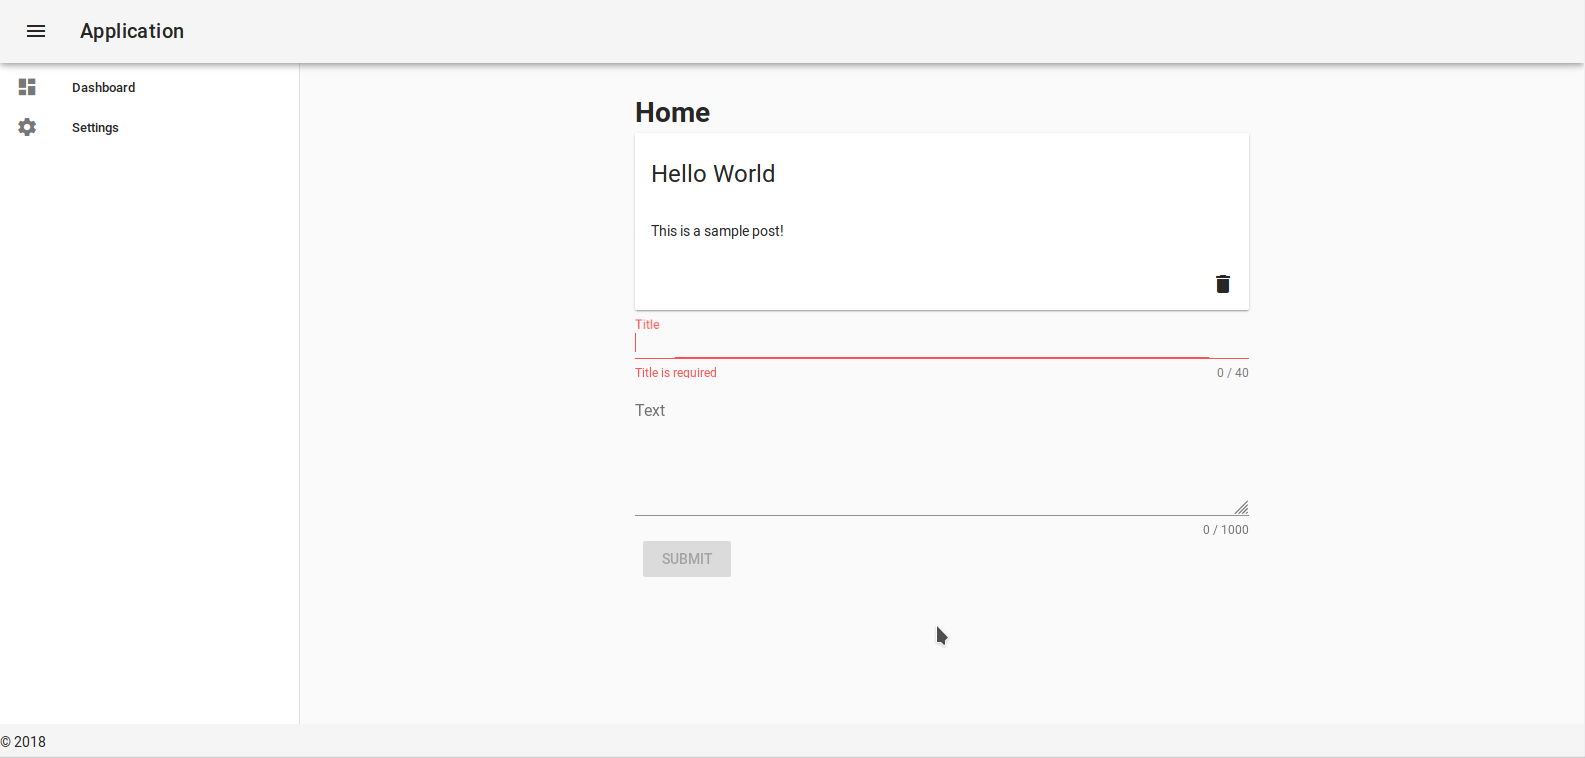 Application
Dashboard
Settings
Home
Hello World
This is a sample post!
Title
Title is required 0 / 40
Text
0 / 1000
SUBMIT
© 2018